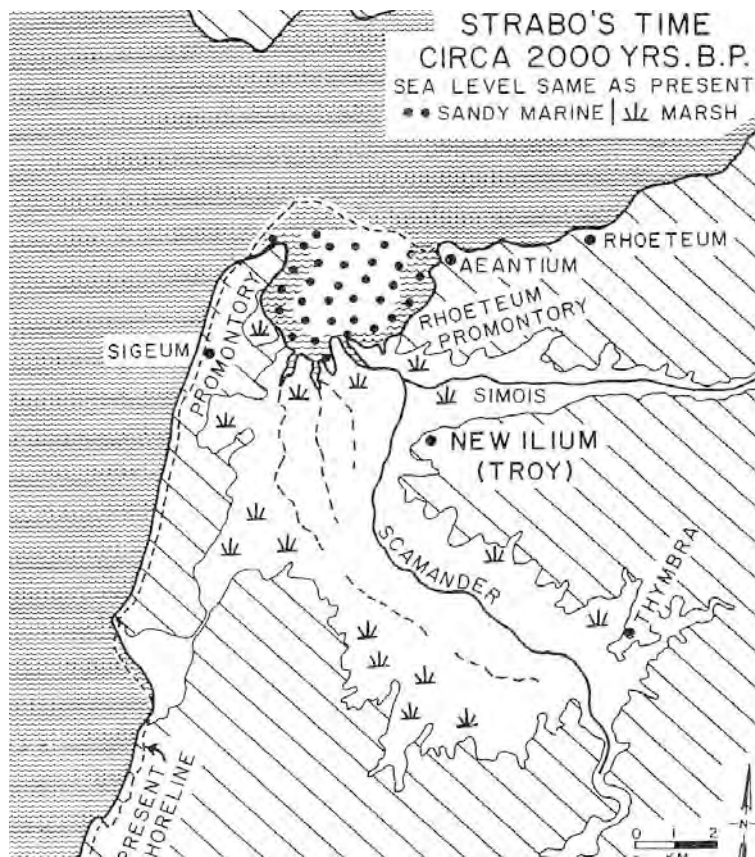 STRABO'S TIME
CIRCA 2000 YRS. B.P.
SEA LEVEL SAME AS PRESENT
SANDY MARINE | MARSH
RHOETEUM
AEANTIUM
RHOETEUM
PROMONTORY
SIGEUM
PROMONTORY
SIMOIS
NEW ILIUM
(TROY)
SCAMANDER
THYMBRA
PRESENT
SHORELINE
0 1 2
KM
N